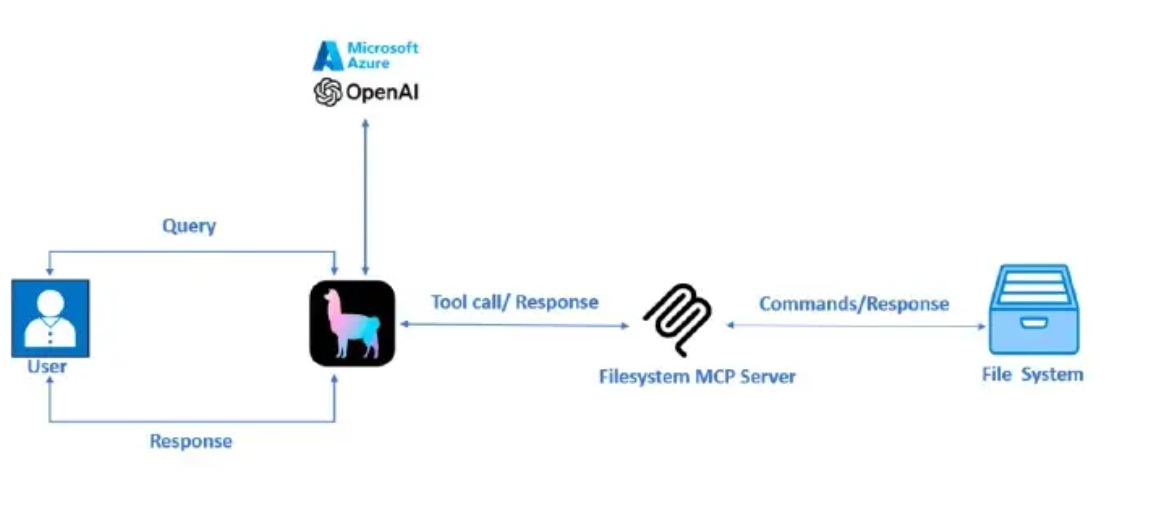 Microsoft
Azure
OpenAI
Query
Tool call/ Response
Commands/Response
User
Filesystem MCP Server
File System
Response